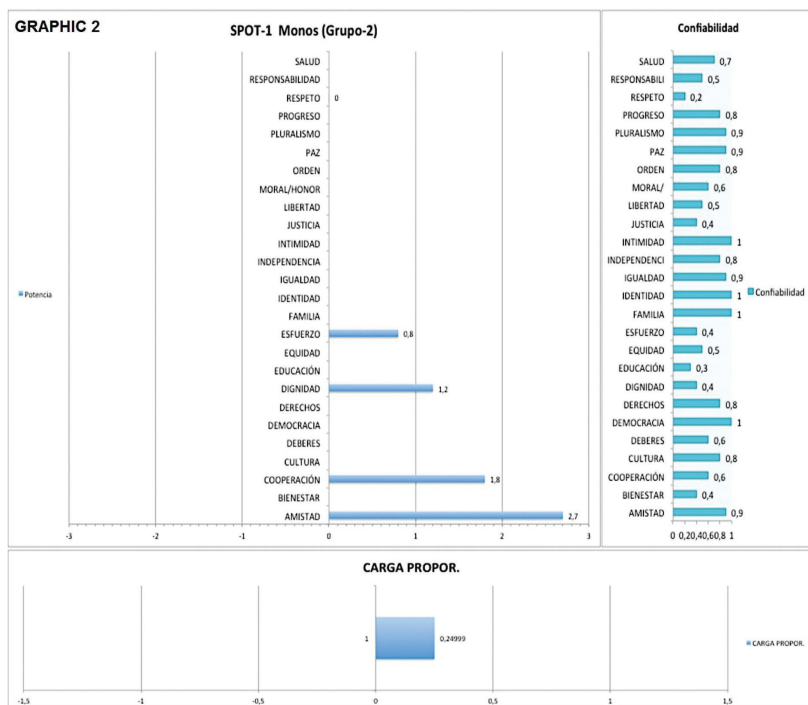 GRAPHIC 2
SPOT-1 Monos (Grupo-2)
SALUD
RESPONSABILIDAD
RESPETO 0
PROGRESO
PLURALISMO
PAZ
ORDEN
MORAL/HONOR
LIBERTAD
JUSTICIA
INTIMIDAD
INDEPENDENCIA
IGUALDAD
IDENTIDAD
FAMILIA
ESFUERZO 0,8
EQUIDAD
EDUCACIÓN
DIGNIDAD 1,2
DERECHOS
DEMOCRACIA
DEBERES
CULTURA
COOPERACIÓN 1,8
BIENESTAR
AMISTAD 2,7
-3 -2 -1 0 1 2 3
Potencia
Confiabilidad
SALUD 0,7
RESPONSABILI 0,5
RESPETO 0,2
PROGRESO 0,8
PLURALISMO 0,9
PAZ 0,9
ORDEN 0,8
MORAL/ 0,6
LIBERTAD 0,5
JUSTICIA 0,4
INTIMIDAD 1
INDEPENDENCI 0,8
IGUALDAD 0,9
IDENTIDAD 1
FAMILIA 1
ESFUERZO 0,4
EQUIDAD 0,5
EDUCACIÓN 0,3
DIGNIDAD 0,4
DERECHOS 0,8
DEMOCRACIA 1
DEBERES 0,6
CULTURA 0,8
COOPERACIÓN 0,6
BIENESTAR 0,4
AMISTAD 0,9
0 0,20,40,60,8 1
Confiabilidad
CARGA PROPOR.
1 0,24999
CARGA PROPOR.
-1,5 -1 -0,5 0 0,5 1 1,5